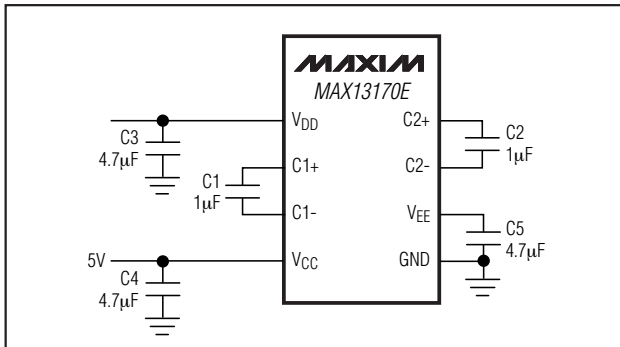 MAXIM
MAX13170E
VDD
C1+
C1-
VCC
C2+
C2-
VEE
GND
C3
4.7µF
C1
1µF
5V
C4
4.7µF
C2
1µF
C5
4.7µF